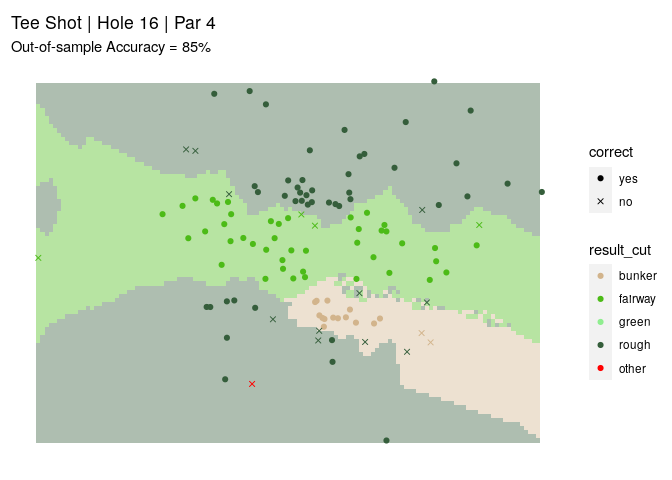 Tee Shot | Hole 16 | Par 4
Out-of-sample Accuracy = 85%
correct
yes
no
result_cut
bunker
fairway
green
rough
other